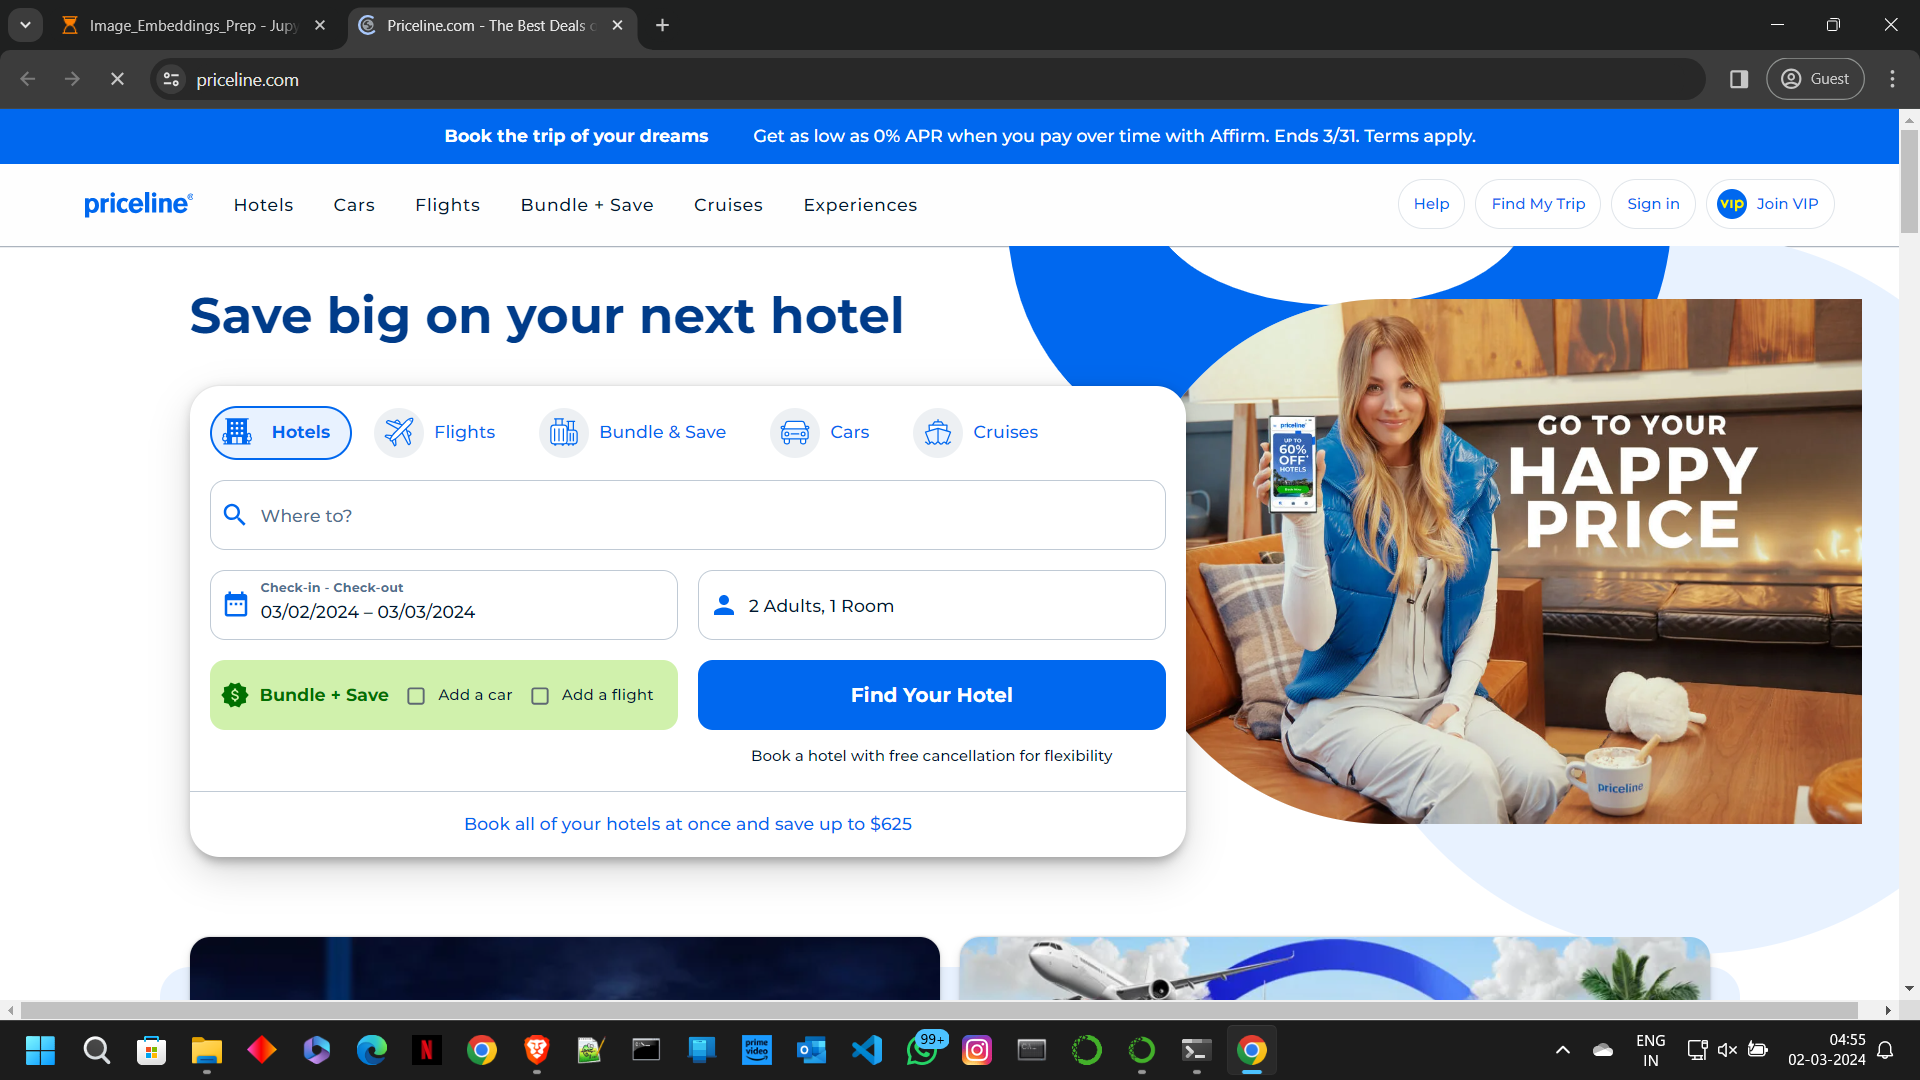 Image_Embeddings_Prep - Jupy
Priceline.com - The Best Deals o
priceline.com
Guest
Book the trip of your dreams
Get as low as 0% APR when you pay over time with Affirm. Ends 3/31. Terms apply.
priceline®
Hotels
Cars
Flights
Bundle + Save
Cruises
Experiences
Help
Find My Trip
Sign in
VIP
Join VIP
Save big on your next hotel
Hotels
Flights
Bundle & Save
Cars
Cruises
Where to?
Check-in - Check-out
03/02/2024 – 03/03/2024
2 Adults, 1 Room
$
Bundle + Save
Add a car
Add a flight
Find Your Hotel
Book a hotel with free cancellation for flexibility
Book all of your hotels at once and save up to $625
priceline
UP TO
60%
OFF*
HOTELS
GO TO YOUR
HAPPY
PRICE
priceline
N
prime
video
99+
ENG
IN
04:55
02-03-2024